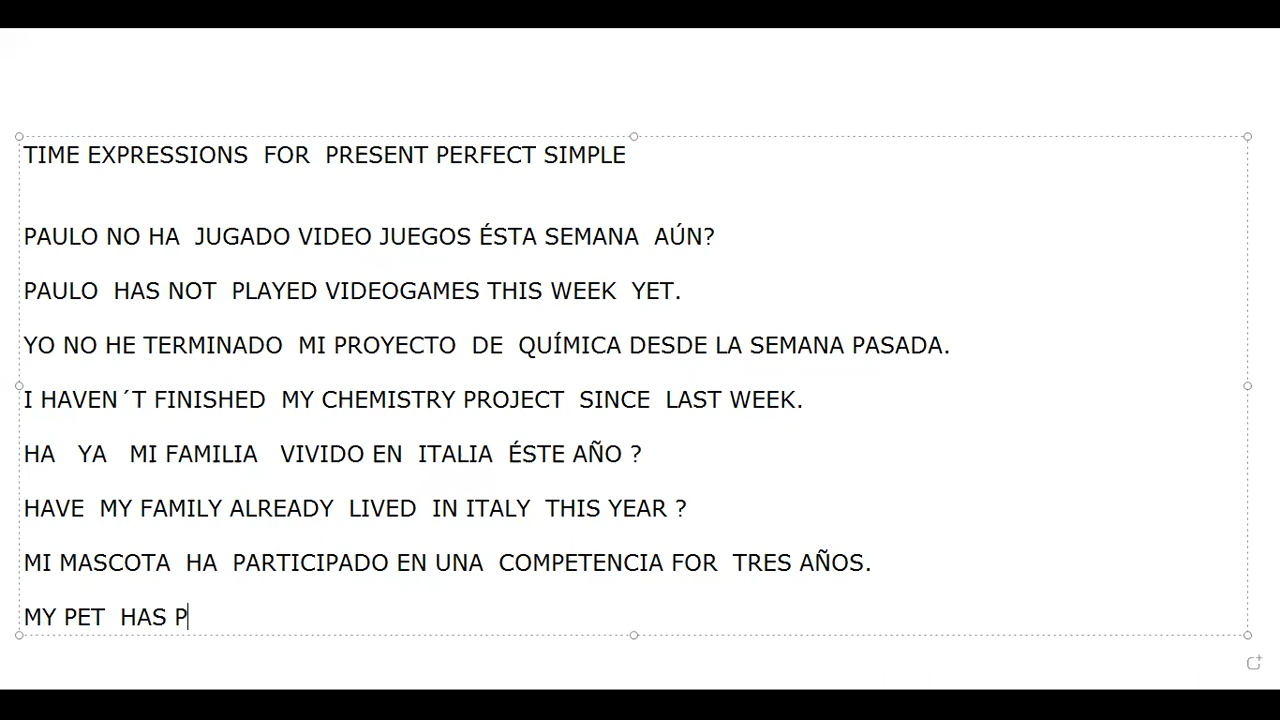 TIME EXPRESSIONS FOR PRESENT PERFECT SIMPLE
PAULO NO HA JUGADO VIDEO JUEGOS ÉSTA SEMANA AÚN?
PAULO HAS NOT PLAYED VIDEOGAMES THIS WEEK YET.
YO NO HE TERMINADO MI PROYECTO DE QUÍMICA DESDE LA SEMANA PASADA.
I HAVEN´T FINISHED MY CHEMISTRY PROJECT SINCE LAST WEEK.
HA YA MI FAMILIA VIVIDO EN ITALIA ÉSTE AÑO ?
HAVE MY FAMILY ALREADY LIVED IN ITALY THIS YEAR ?
MI MASCOTA HA PARTICIPADO EN UNA COMPETENCIA FOR TRES AÑOS.
MY PET HAS P